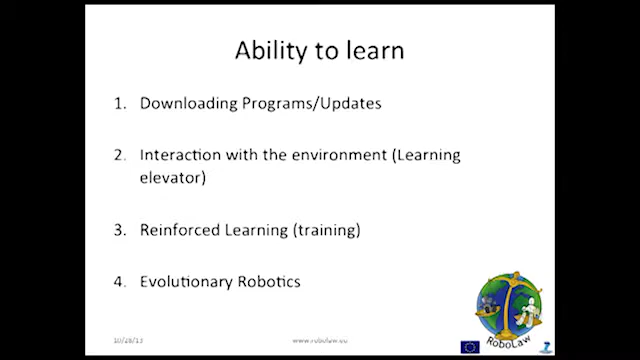 Ability to learn
1. Downloading Programs/Updates
2. Interaction with the environment (Learning
elevator)
3. Reinforced Learning (training)
4. Evolutionary Robotics
10/28/13
www.robolaw.eu
RoboLaw
7